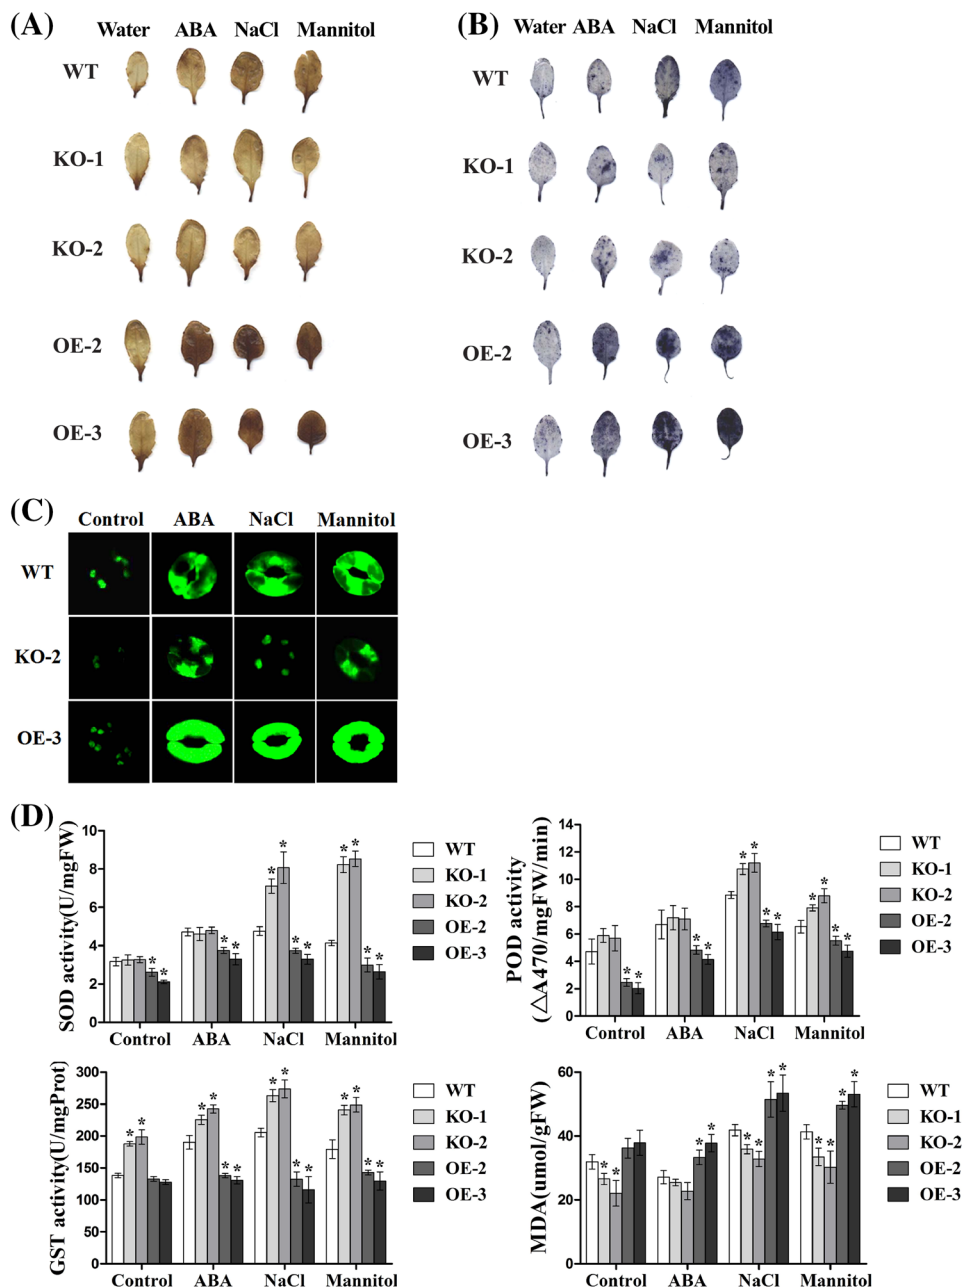 (A)
Water ABA NaCl Mannitol
WT
KO-1
KO-2
OE-2
OE-3
(B)
Water ABA NaCl Mannitol
WT
KO-1
KO-2
OE-2
OE-3
(C)
Control ABA NaCl Mannitol
WT
KO-2
OE-3
(D)
SOD activity(U/mgFW)
10
8
6
4
2
0
* * * * * * * * * * * *
Control ABA NaCl Mannitol
WT
KO-1
KO-2
OE-2
OE-3
POD activity
(△A470/mgFW/min)
14
12
10
8
6
4
2
0
* * * * * * * * * * * *
Control ABA NaCl Mannitol
WT
KO-1
KO-2
OE-2
OE-3
GST activity(U/mgProt)
300
250
200
150
100
50
0
* * * * * * * * * * * * * *
Control ABA NaCl Mannitol
WT
KO-1
KO-2
OE-2
OE-3
MDA(umol/gFW)
60
40
20
0
* * * * * * * * * * * *
Control ABA NaCl Mannitol
WT
KO-1
KO-2
OE-2
OE-3